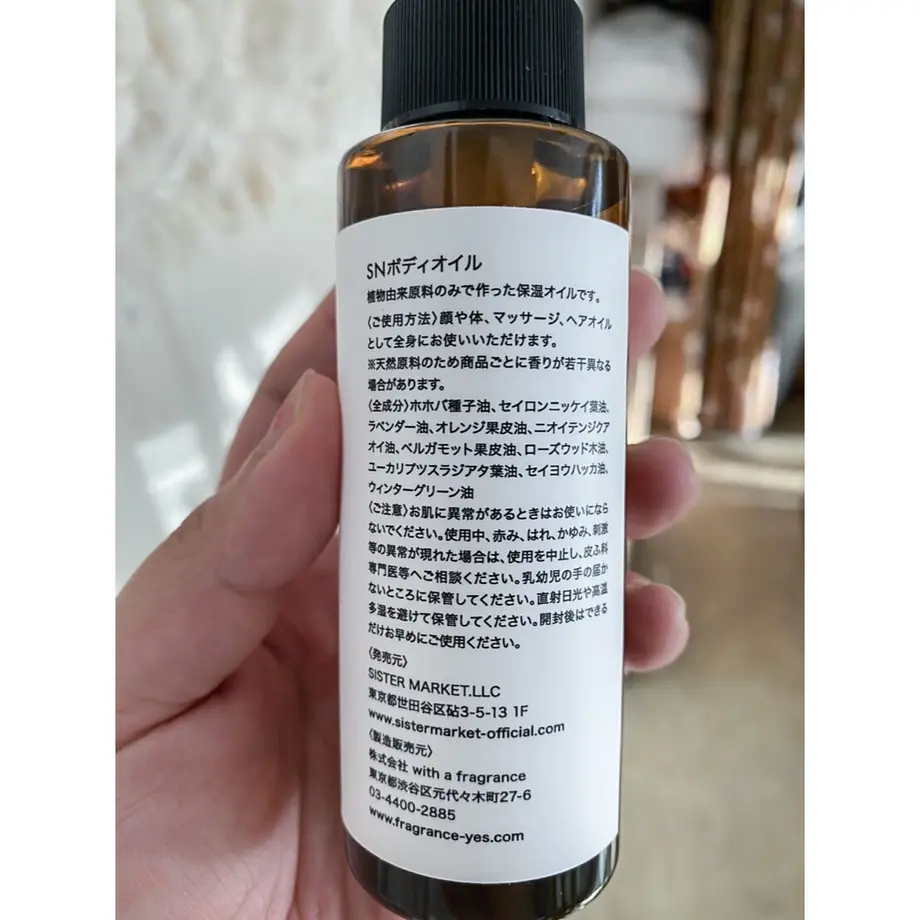 SNボディオイル
植物由来原料のみで作った保湿オイルです。
〈ご使用方法〉顔や体、マッサージ、ヘアオイル
として全身にお使いいただけます。
※天然原料のため商品ごとに香りが若干異なる
場合があります。
〈全成分〉ホホバ種子油、セイロンニッケイ葉油、
ラベンダー油、オレンジ果皮油、ニオイテンジクア
オイ油、ベルガモット果皮油、ローズウッド木油、
ユーカリプツスラジアタ葉油、セイヨウハッカ油、
ウィンターグリーン油
〈ご注意〉お肌に異常があるときはお使いになら
ないでください。使用中、赤み、はれ、かゆみ、刺激
等の異常が現れた場合は、使用を中止し、皮ふ科
専門医等へご相談ください。乳幼児の手の届か
ないところに保管してください。直射日光や高温
多湿を避けて保管してください。開封後はできる
だけお早めにご使用ください。
〈発売元〉
SISTER MARKET.LLC
東京都世田谷区砧3-5-13 1F
www.sistermarket-official.com
〈製造販売元〉
株式会社 with a fragrance
東京都渋谷区元代々木町27-6
03-4400-2885
www.fragrance-yes.com